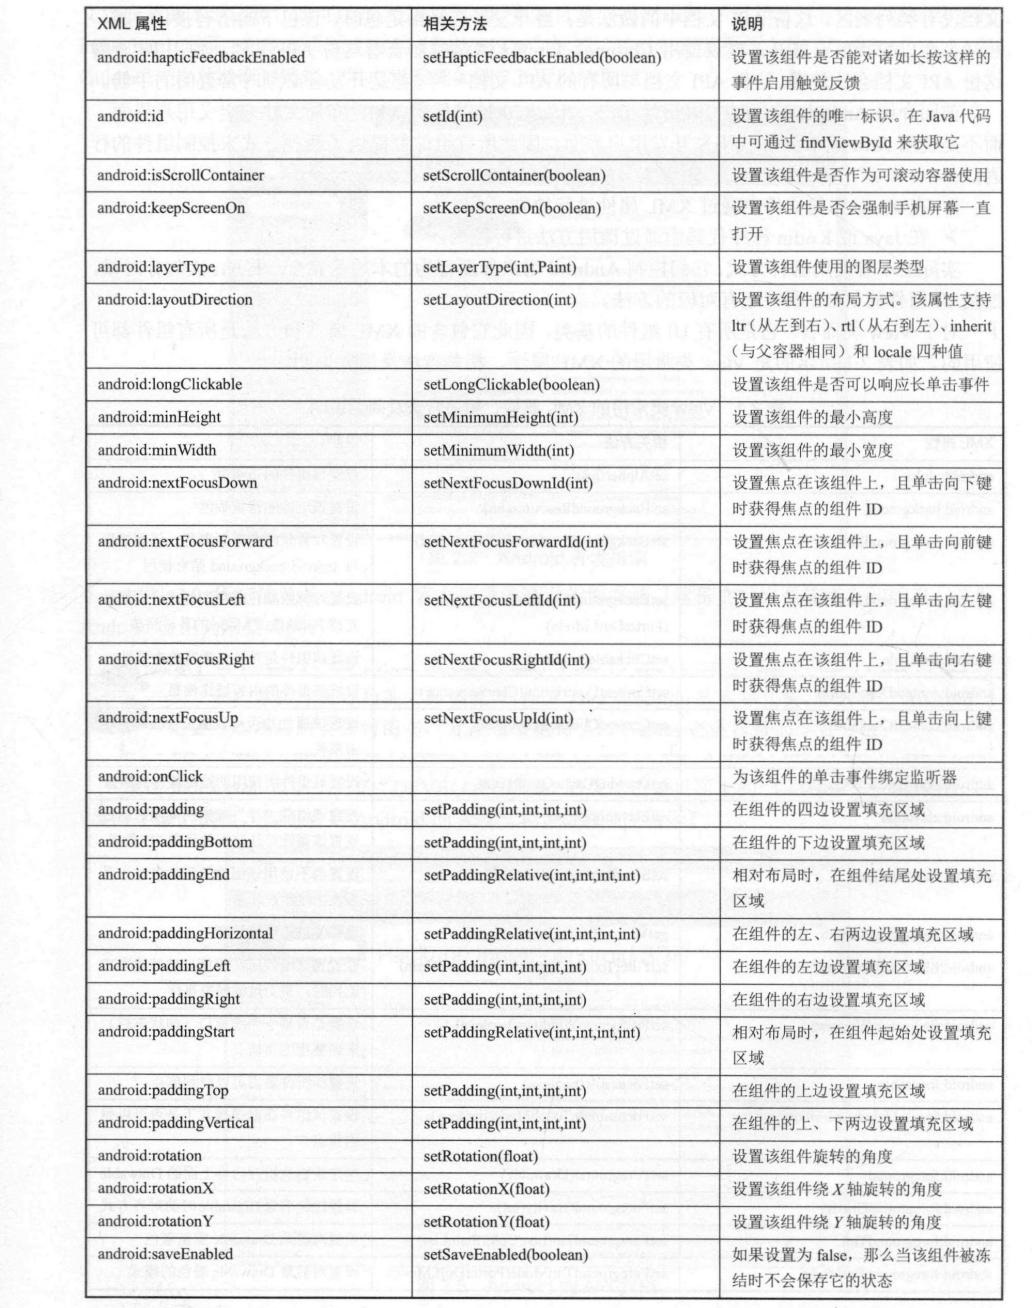 XML 属性 相关方法 说明
android:hapticFeedbackEnabled setHapticFeedbackEnabled(boolean) 设置该组件是否能对诸如长按这样的
事件启用触觉反馈
android:id setId(int) 设置该组件的唯一标识。在 Java 代码
中可通过 findViewById 来获取它
android:isScrollContainer setScrollContainer(boolean) 设置该组件是否作为可滚动容器使用
android:keepScreenOn setKeepScreenOn(boolean) 设置该组件是否会强制手机屏幕一直
打开
android:layerType setLayerType(int,Paint) 设置该组件使用的图层类型
android:layoutDirection setLayoutDirection(int) 设置该组件的布局方式。该属性支持
ltr（从左到右）、rtl（从右到左）、inherit
（与父容器相同）和 locale 四种值
android:longClickable setLongClickable(boolean) 设置该组件是否可以响应长单击事件
android:minHeight setMinimumHeight(int) 设置该组件的最小高度
android:minWidth setMinimumWidth(int) 设置该组件的最小宽度
android:nextFocusDown setNextFocusDownId(int) 设置焦点在该组件上，且单击向下键
时获得焦点的组件 ID
android:nextFocusForward setNextFocusForwardId(int) 设置焦点在该组件上，且单击向前键
时获得焦点的组件 ID
android:nextFocusLeft setNextFocusLeftId(int) 设置焦点在该组件上，且单击向左键
时获得焦点的组件 ID
android:nextFocusRight setNextFocusRightId(int) 设置焦点在该组件上，且单击向右键
时获得焦点的组件 ID
android:nextFocusUp setNextFocusUpId(int) 设置焦点在该组件上，且单击向上键
时获得焦点的组件 ID
android:onClick 为该组件的单击事件绑定监听器
android:padding setPadding(int,int,int,int) 在组件的四边设置填充区域
android:paddingBottom setPadding(int,int,int,int) 在组件的下边设置填充区域
android:paddingEnd setPaddingRelative(int,int,int,int) 相对布局时，在组件结尾处设置填充
区域
android:paddingHorizontal setPaddingRelative(int,int,int,int) 在组件的左、右两边设置填充区域
android:paddingLeft setPadding(int,int,int,int) 在组件的左边设置填充区域
android:paddingRight setPadding(int,int,int,int) 在组件的右边设置填充区域
android:paddingStart setPaddingRelative(int,int,int,int) 相对布局时，在组件起始处设置填充
区域
android:paddingTop setPadding(int,int,int,int) 在组件的上边设置填充区域
android:paddingVertical setPadding(int,int,int,int) 在组件的上、下两边设置填充区域
android:rotation setRotation(float) 设置该组件旋转的角度
android:rotationX setRotationX(float) 设置该组件绕 X 轴旋转的角度
android:rotationY setRotationY(float) 设置该组件绕 Y 轴旋转的角度
android:saveEnabled setSaveEnabled(boolean) 如果设置为 false，那么当该组件被冻
结时不会保存它的状态